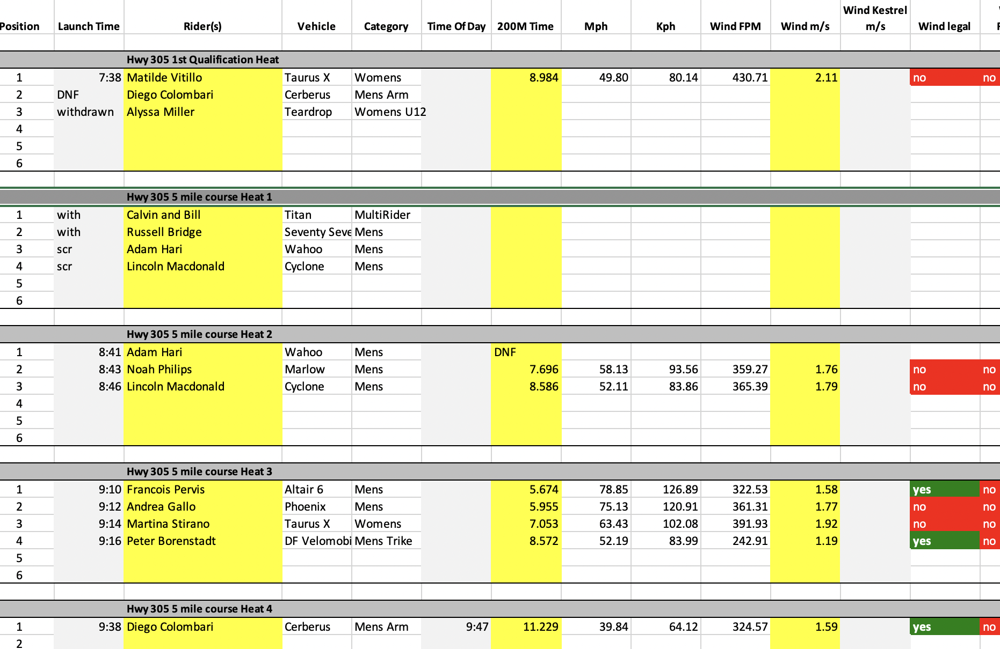 Wind Kestrel
Position Launch Time Rider(s) Vehicle Category Time Of Day 200M Time Mph Kph Wind FPM Wind m/s m/s Wind legal
Hwy 305 1st Qualification Heat
1 7:38 Matilde Vitillo Taurus X Womens 8.984 49.80 80.14 430.71 2.11 no no
2 DNF Diego Colombari Cerberus Mens Arm
3 withdrawn Alyssa Miller Teardrop Womens U12
4
5
6
Hwy 305 5 mile course Heat 1
1 with Calvin and Bill Titan MultiRider
2 with Russell Bridge Seventy Seve Mens
3 scr Adam Hari Wahoo Mens
4 scr Lincoln Macdonald Cyclone Mens
5
6
Hwy 305 5 mile course Heat 2
1 8:41 Adam Hari Wahoo Mens DNF
2 8:43 Noah Philips Marlow Mens 7.696 58.13 93.56 359.27 1.76 no no
3 8:46 Lincoln Macdonald Cyclone Mens 8.586 52.11 83.86 365.39 1.79 no no
4
5
6
Hwy 305 5 mile course Heat 3
1 9:10 Francois Pervis Altair 6 Mens 5.674 78.85 126.89 322.53 1.58 yes no
2 9:12 Andrea Gallo Phoenix Mens 5.955 75.13 120.91 361.31 1.77 no no
3 9:14 Martina Stirano Taurus X Womens 7.053 63.43 102.08 391.93 1.92 no no
4 9:16 Peter Borenstadt DF Velomobi Mens Trike 8.572 52.19 83.99 242.91 1.19 yes no
5
6
Hwy 305 5 mile course Heat 4
1 9:38 Diego Colombari Cerberus Mens Arm 9:47 11.229 39.84 64.12 324.57 1.59 yes no
2